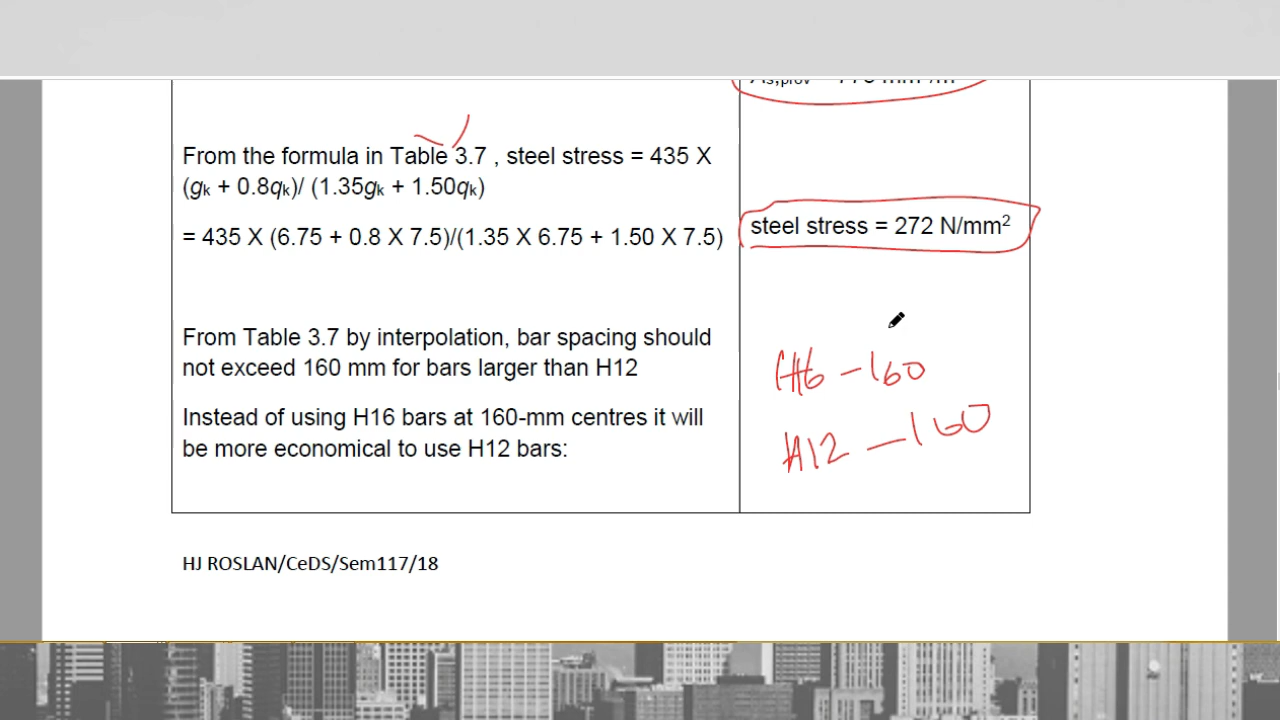 From the formula in Table 3.7 , steel stress = 435 X
(gk + 0.8qk)/ (1.35gk + 1.50qk)
= 435 X (6.75 + 0.8 X 7.5)/(1.35 X 6.75 + 1.50 X 7.5)
steel stress = 272 N/mm²
From Table 3.7 by interpolation, bar spacing should
not exceed 160 mm for bars larger than H12
Instead of using H16 bars at 160-mm centres it will
be more economical to use H12 bars:
H16 – 160
H12 – 160
HJ ROSLAN/CeDS/Sem117/18